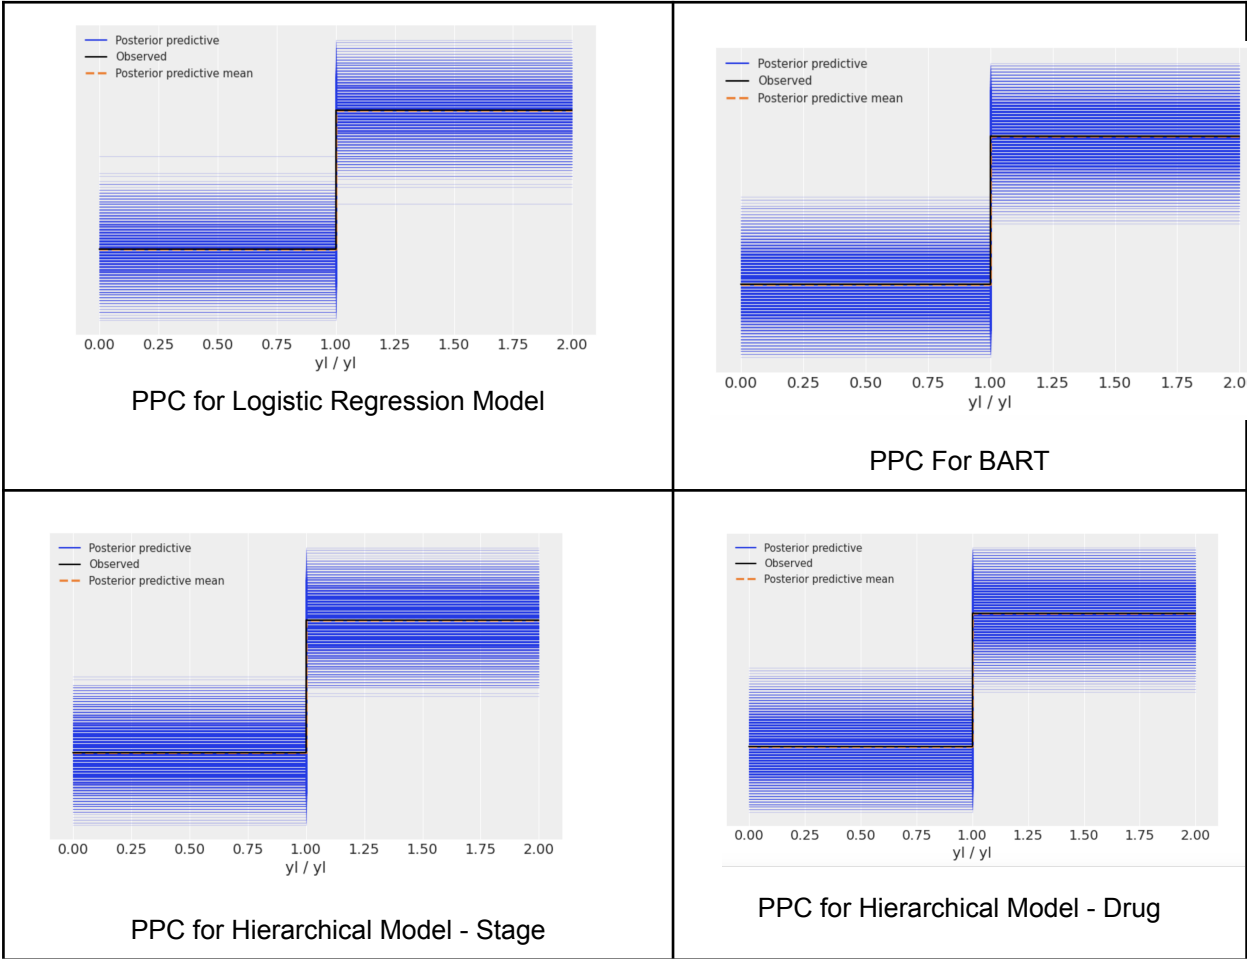 Posterior predictive
Observed
Posterior predictive mean
0.00 0.25 0.50 0.75 1.00 1.25 1.50 1.75 2.00
yl / yl
PPC for Logistic Regression Model
Posterior predictive
Observed
Posterior predictive mean
0.00 0.25 0.50 0.75 1.00 1.25 1.50 1.75 2.0
yl / yl
PPC For BART
Posterior predictive
Observed
Posterior predictive mean
0.00 0.25 0.50 0.75 1.00 1.25 1.50 1.75 2.00
yl / yl
PPC for Hierarchical Model - Stage
Posterior predictive
Observed
Posterior predictive mean
0.00 0.25 0.50 0.75 1.00 1.25 1.50 1.75 2.00
yl / yl
PPC for Hierarchical Model - Drug